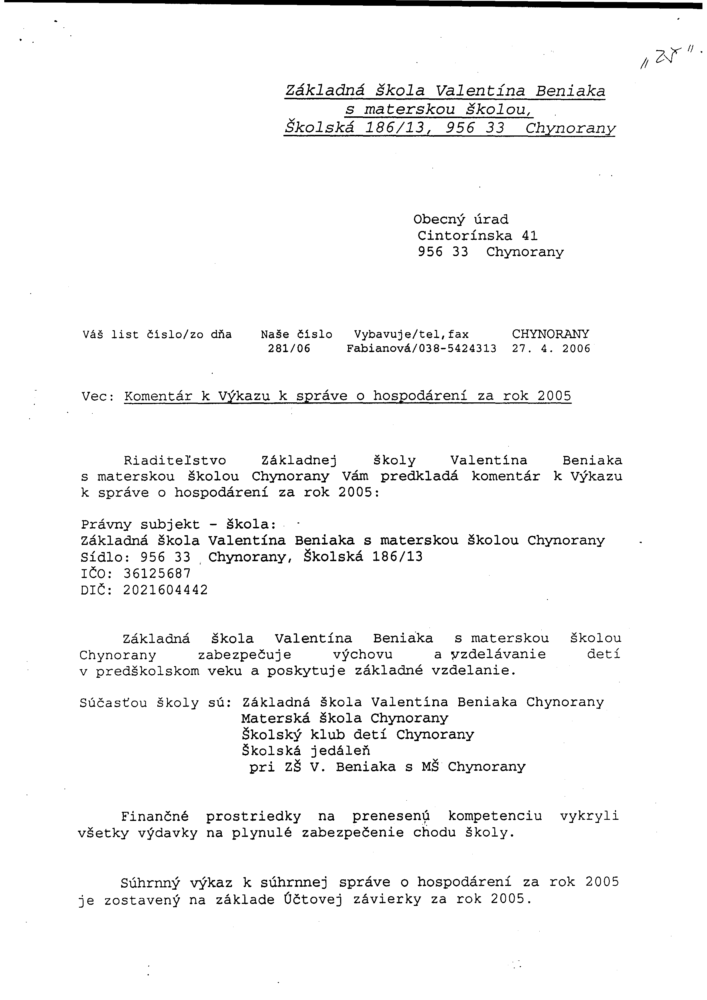 „ZŠ"
Základná škola Valentína Beniaka
s materskou školou,
Školská 186/13, 956 33 Chynorany
Obecný úrad
Cintorínska 41
956 33 Chynorany
Váš list číslo/zo dňa Naše číslo Vybavuje/tel,fax CHYNORANY
281/06 Fabianová/038-5424313 27. 4. 2006
Vec: Komentár k Výkazu k správe o hospodárení za rok 2005
Riaditeľstvo Základnej školy Valentína Beniaka
s materskou školou Chynorany Vám predkladá komentár k Výkazu
k správe o hospodárení za rok 2005:
Právny subjekt - škola:
Základná škola Valentína Beniaka s materskou školou Chynorany
Sídlo: 956 33 Chynorany, Školská 186/13
IČO: 36125687
DIČ: 2021604442
Základná škola Valentína Beniaka s materskou školou
Chynorany zabezpečuje výchovu a vzdelávanie detí
v predškolskom veku a poskytuje základné vzdelanie.
Súčasťou školy sú: Základná škola Valentína Beniaka Chynorany
Materská škola Chynorany
Školský klub detí Chynorany
Školská jedáleň
pri ZŠ V. Beniaka s MŠ Chynorany
Finančné prostriedky na prenesenú kompetenciu vykryli
všetky výdavky na plynulé zabezpečenie chodu školy.
Súhrnný výkaz k súhrnnej správe o hospodárení za rok 2005
je zostavený na základe Účtovej závierky za rok 2005.